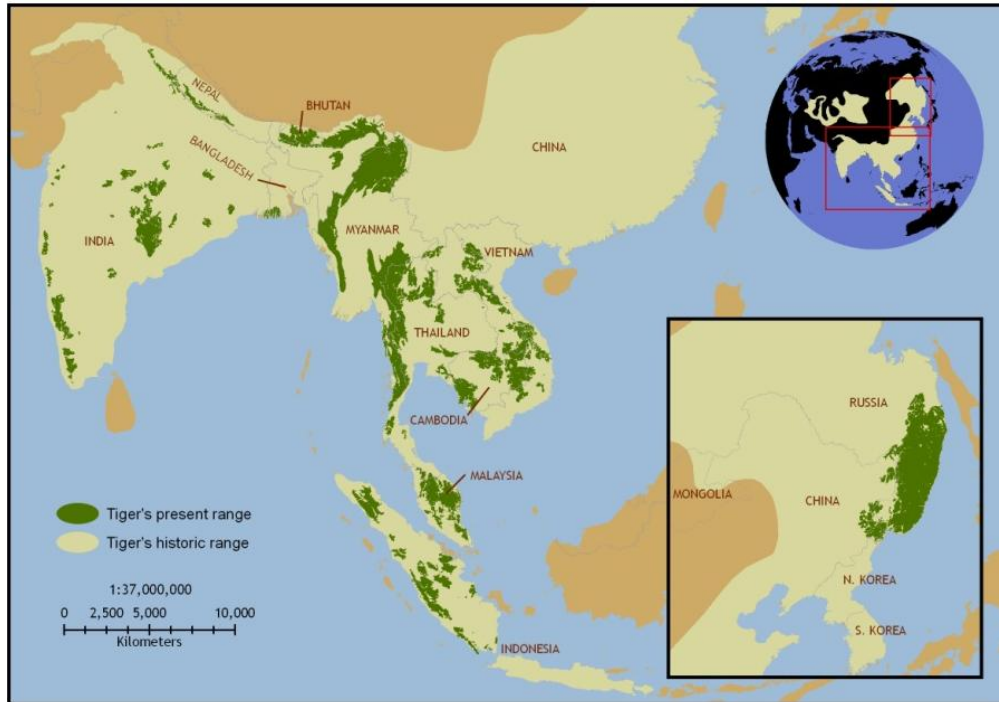 NEPAL
BHUTAN
BANGLADESH
CHINA
INDIA
MYANMAR
VIETNAM
THAILAND
CAMBODIA
MALAYSIA
INDONESIA
Tiger's present range
Tiger's historic range
1:37,000,000
0 2,500 5,000 10,000
Kilometers
RUSSIA
MONGOLIA
CHINA
N. KOREA
S. KOREA